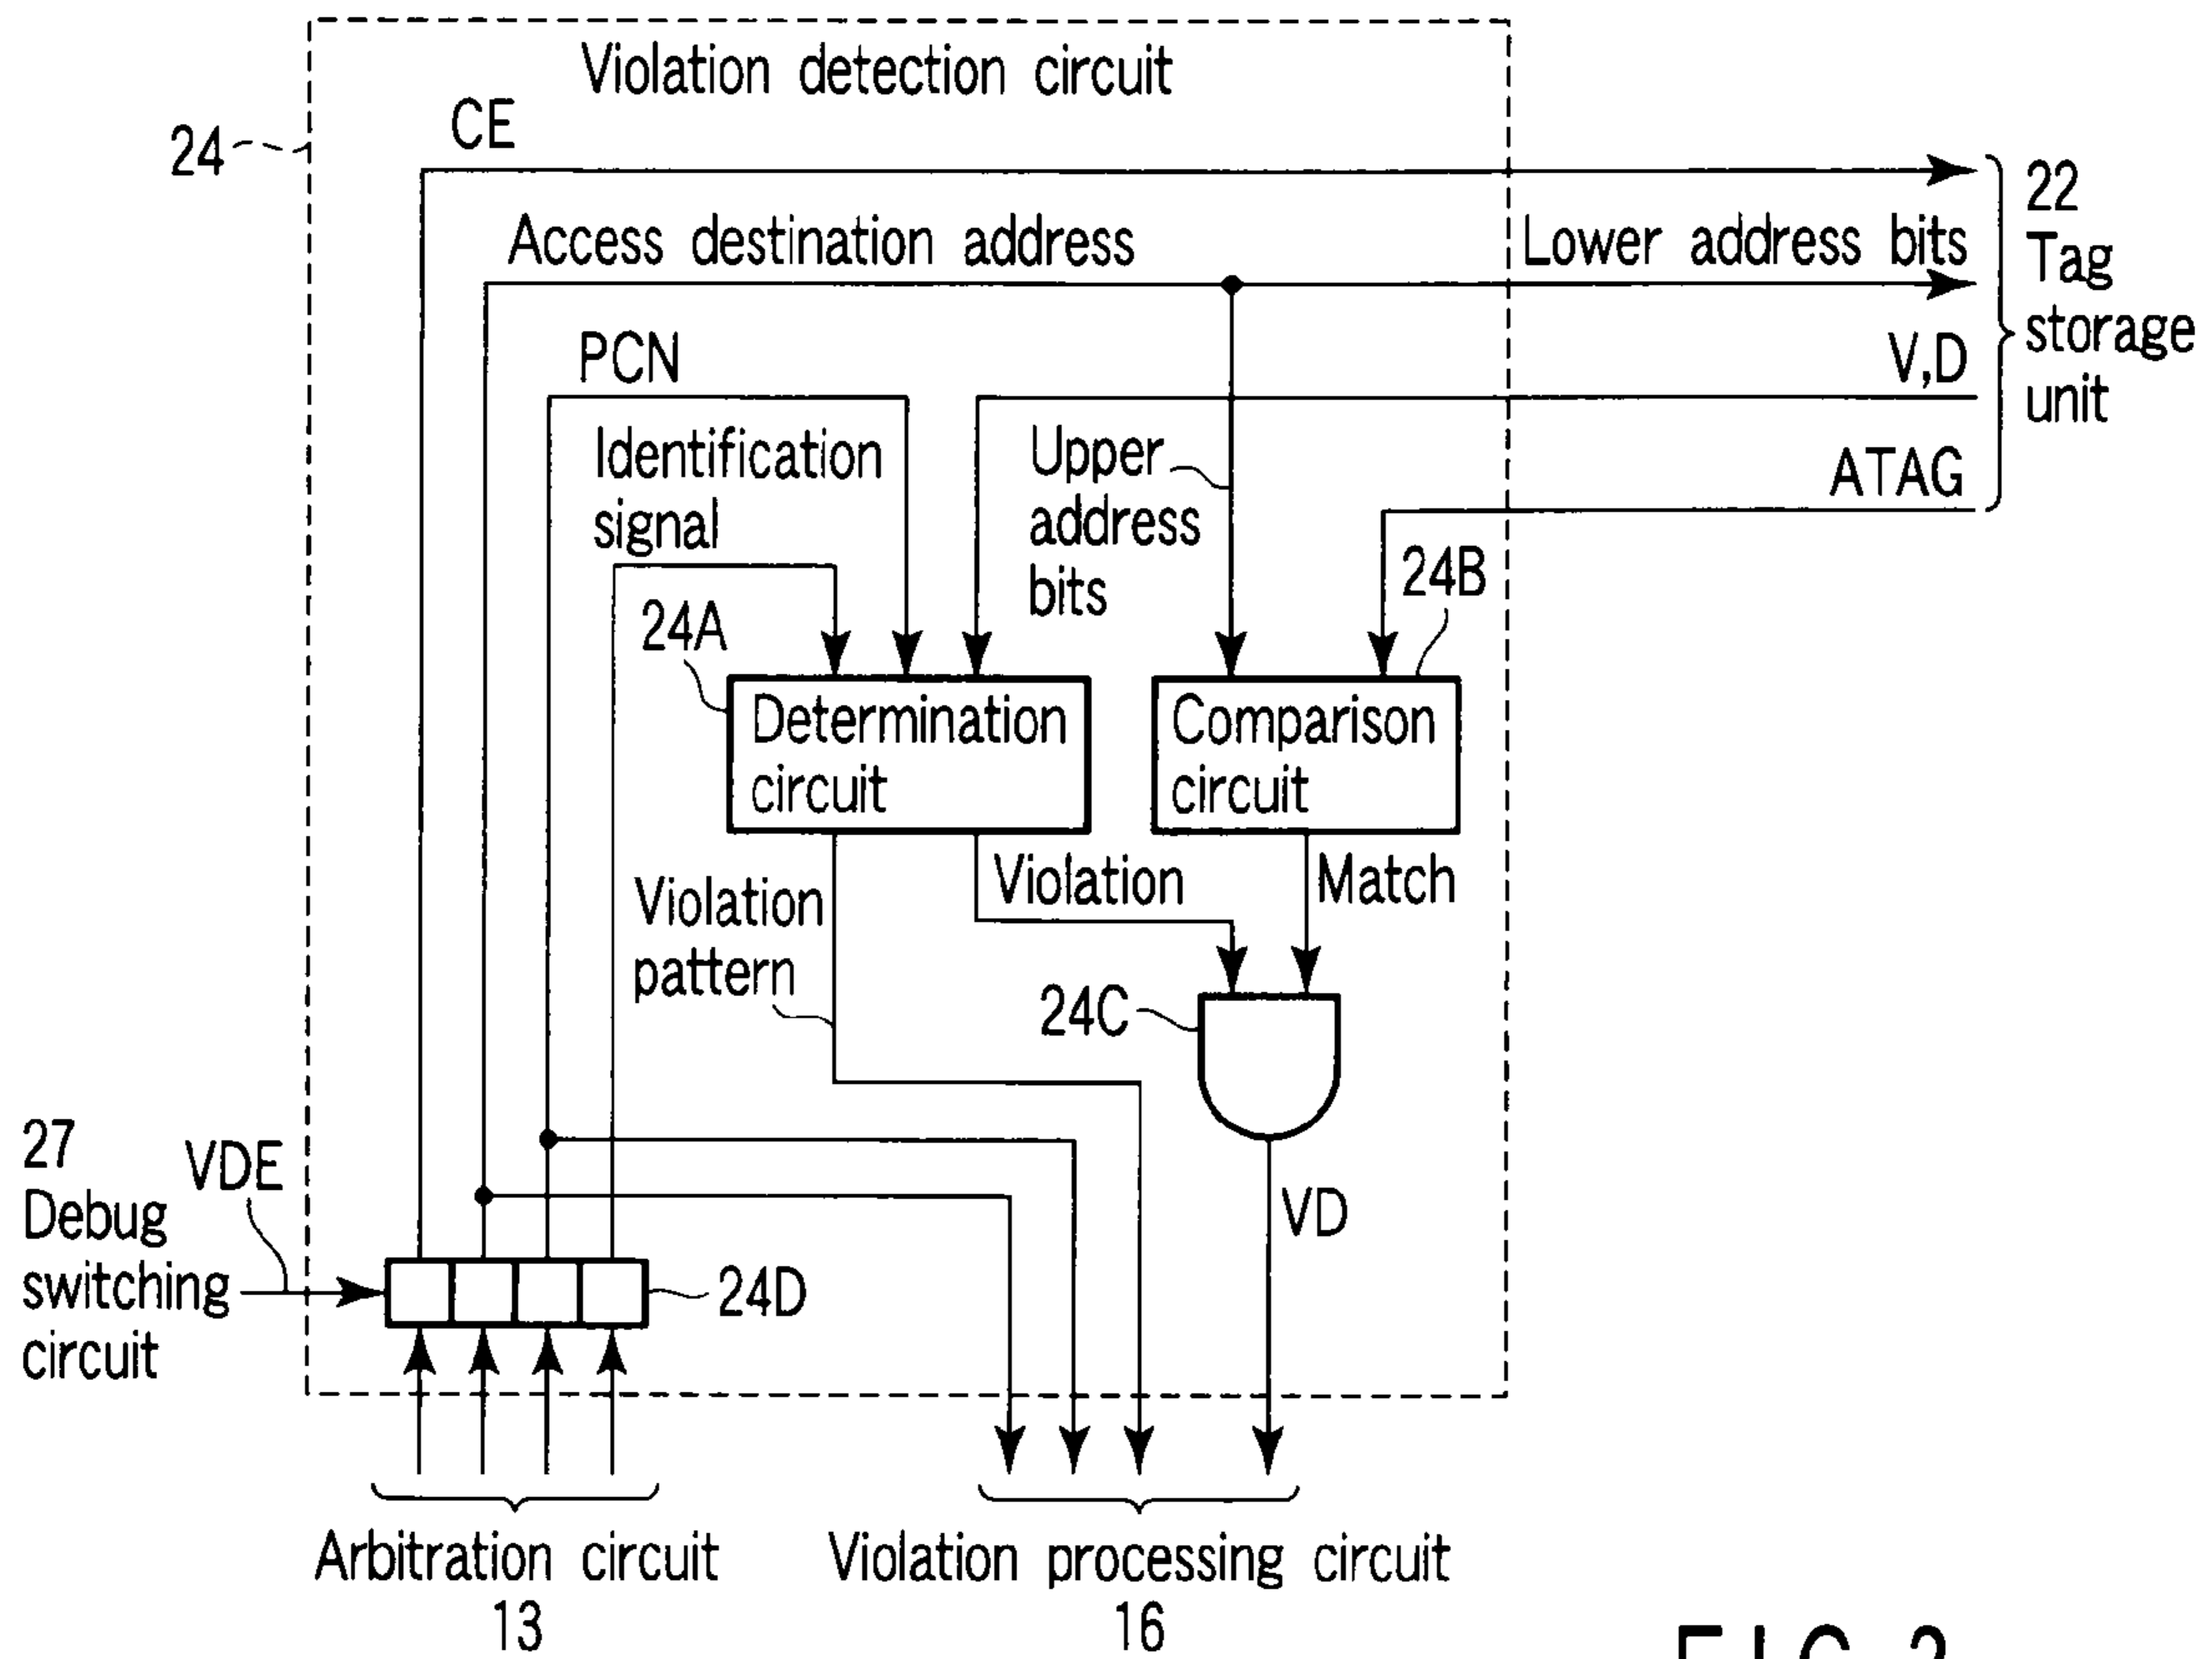 Violation detection circuit
CE
24
22
Tag
storage
unit
Access destination address
Lower address bits
PCN
V,D
Identification
signal
Upper
address
bits
ATAG
24B
24A
Determination
circuit
Comparison
circuit
Violation
pattern
Violation
Match
24C
27
Debug
switching
circuit
VDE
VD
24D
Arbitration circuit
13
Violation processing circuit
16